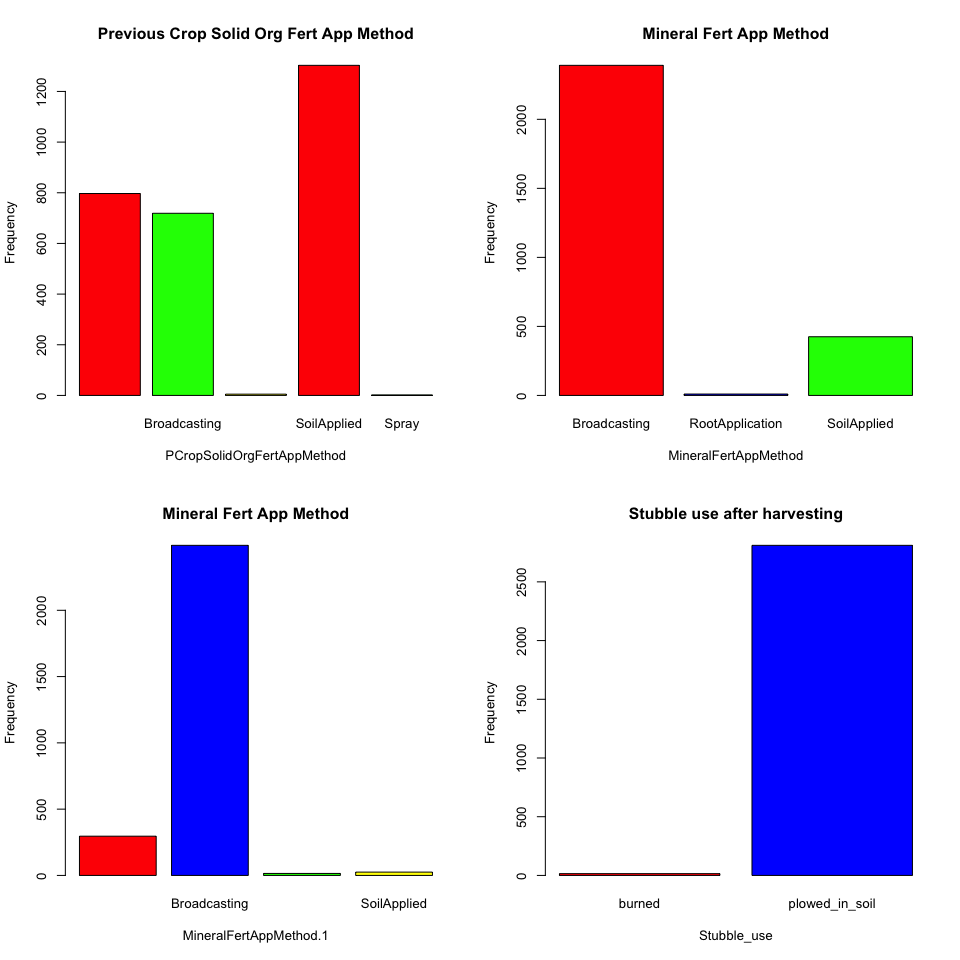 Previous Crop Solid Org Fert App Method
Frequency
0 200 400 600 800 1000 1200
Broadcasting SoilApplied Spray
PCropSolidOrgFertAppMethod
Mineral Fert App Method
Frequency
0 500 1000 1500 2000
Broadcasting RootApplication SoilApplied
MineralFertAppMethod
Mineral Fert App Method
Frequency
0 500 1000 1500 2000
Broadcasting SoilApplied
MineralFertAppMethod.1
Stubble use after harvesting
Frequency
0 500 1000 1500 2000 2500
burned plowed_in_soil
Stubble_use